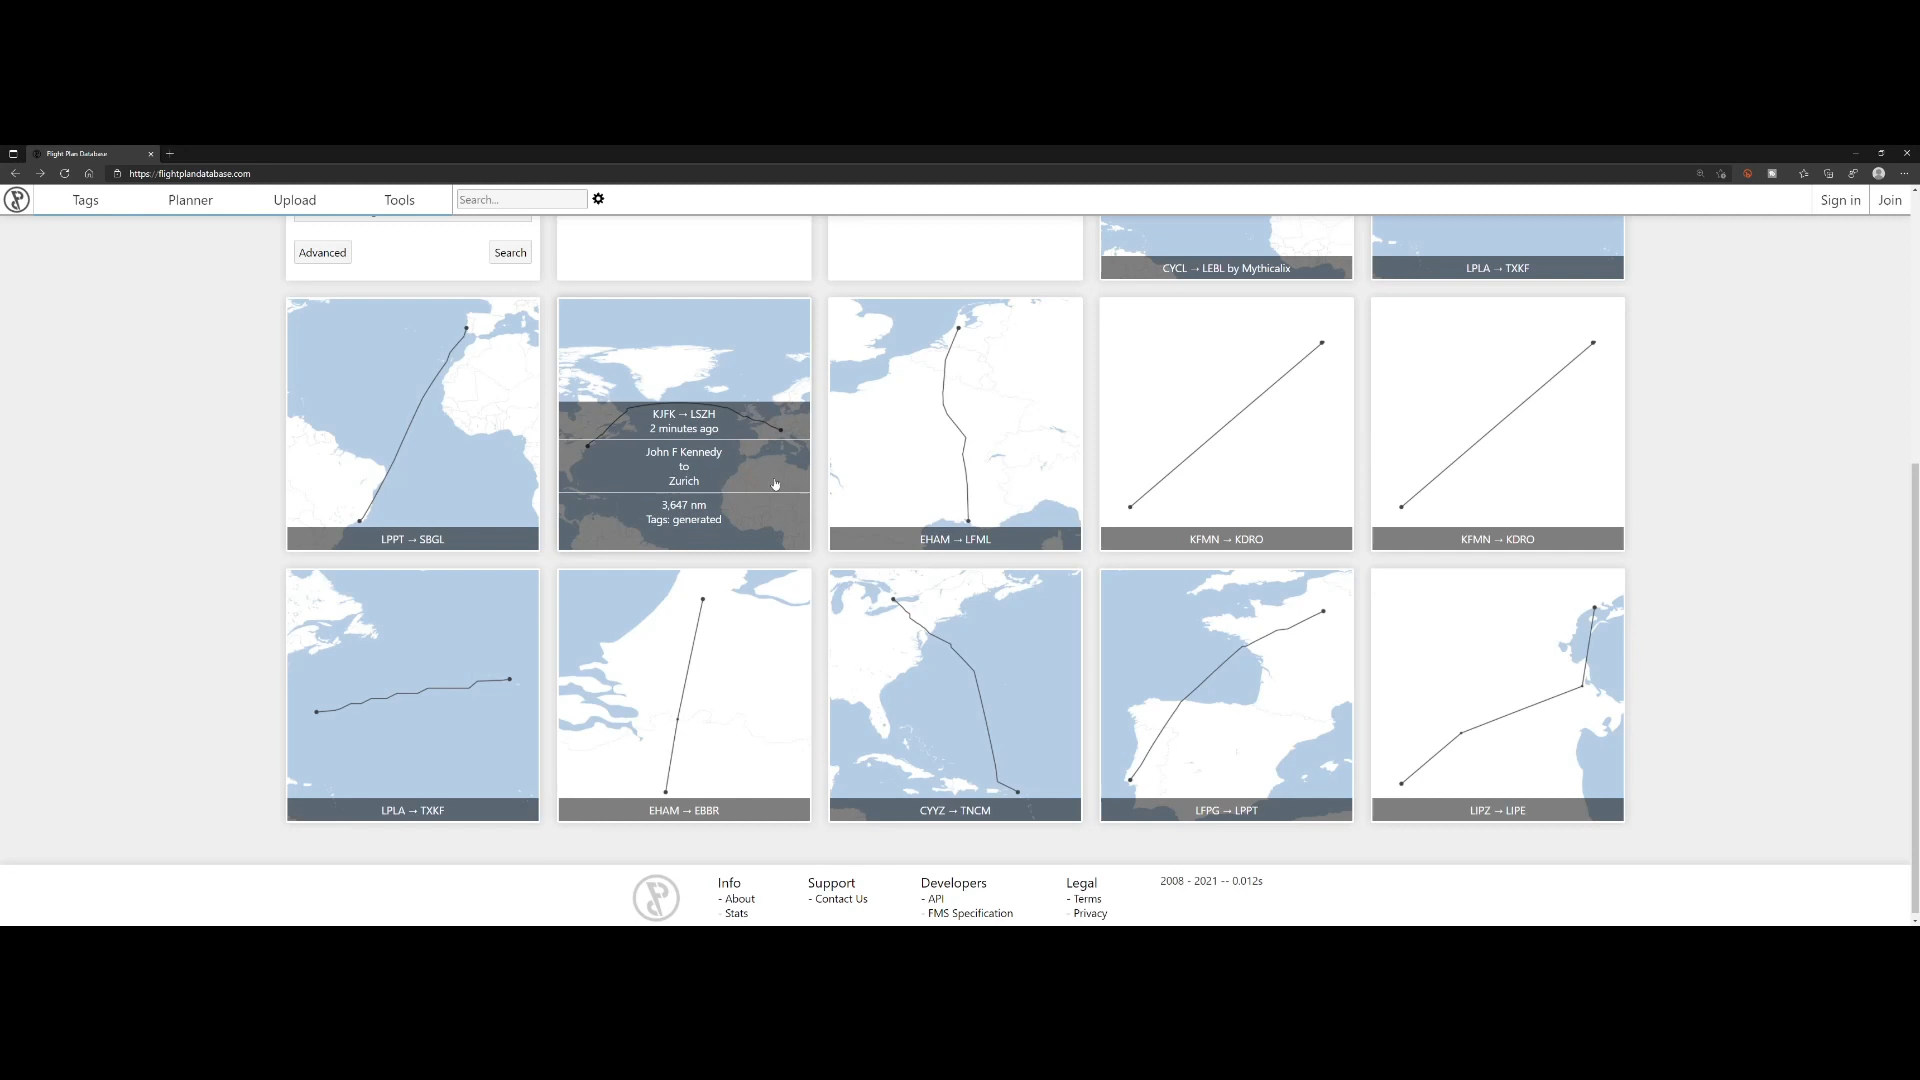 Flight Plan Database
https://flightplandatabase.com
Tags
Planner
Upload
Tools
Search...
Sign in
Join
Advanced
Search
CYCL → LEBL by Mythicalix
LPLA → TXKF
LPPT → SBGL
KJFK → LSZH
2 minutes ago
John F Kennedy
to
Zurich
3,647 nm
Tags: generated
EHAM → LFML
KFMN → KDRO
KFMN → KDRO
LPLA → TXKF
EHAM → EBBR
CYYZ → TNCM
LFPG → LPPT
LIPZ → LIPE
Info
- About
- Stats
Support
- Contact Us
Developers
- API
- FMS Specification
Legal
- Terms
- Privacy
2008 - 2021 -- 0.012s